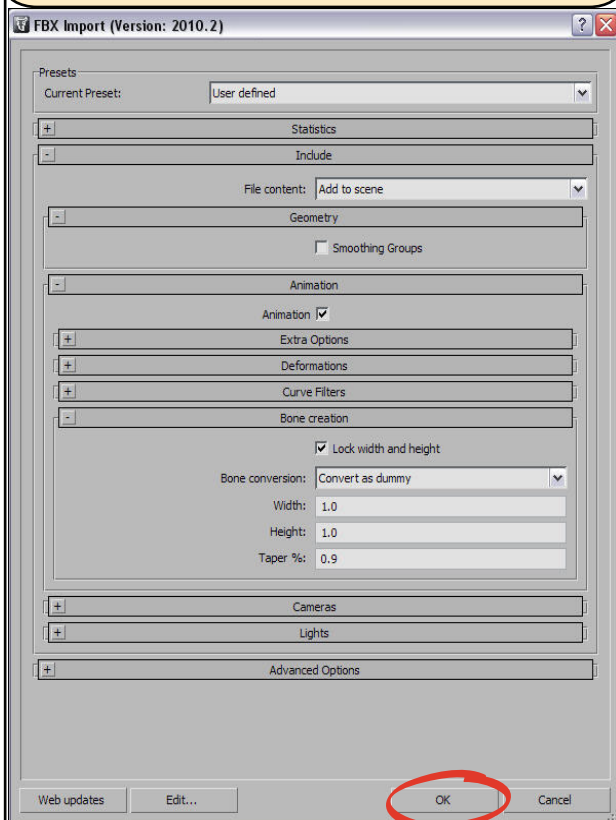 FBX Import (Version: 2010.2)
Presets
Current Preset: User defined
+ Statistics
- Include
File content: Add to scene
- Geometry
Smoothing Groups
- Animation
Animation
+ Extra Options
+ Deformations
+ Curve Filters
- Bone creation
Lock width and height
Bone conversion: Convert as dummy
Width: 1.0
Height: 1.0
Taper %: 0.9
+ Cameras
+ Lights
+ Advanced Options
Web updates Edit... OK Cancel